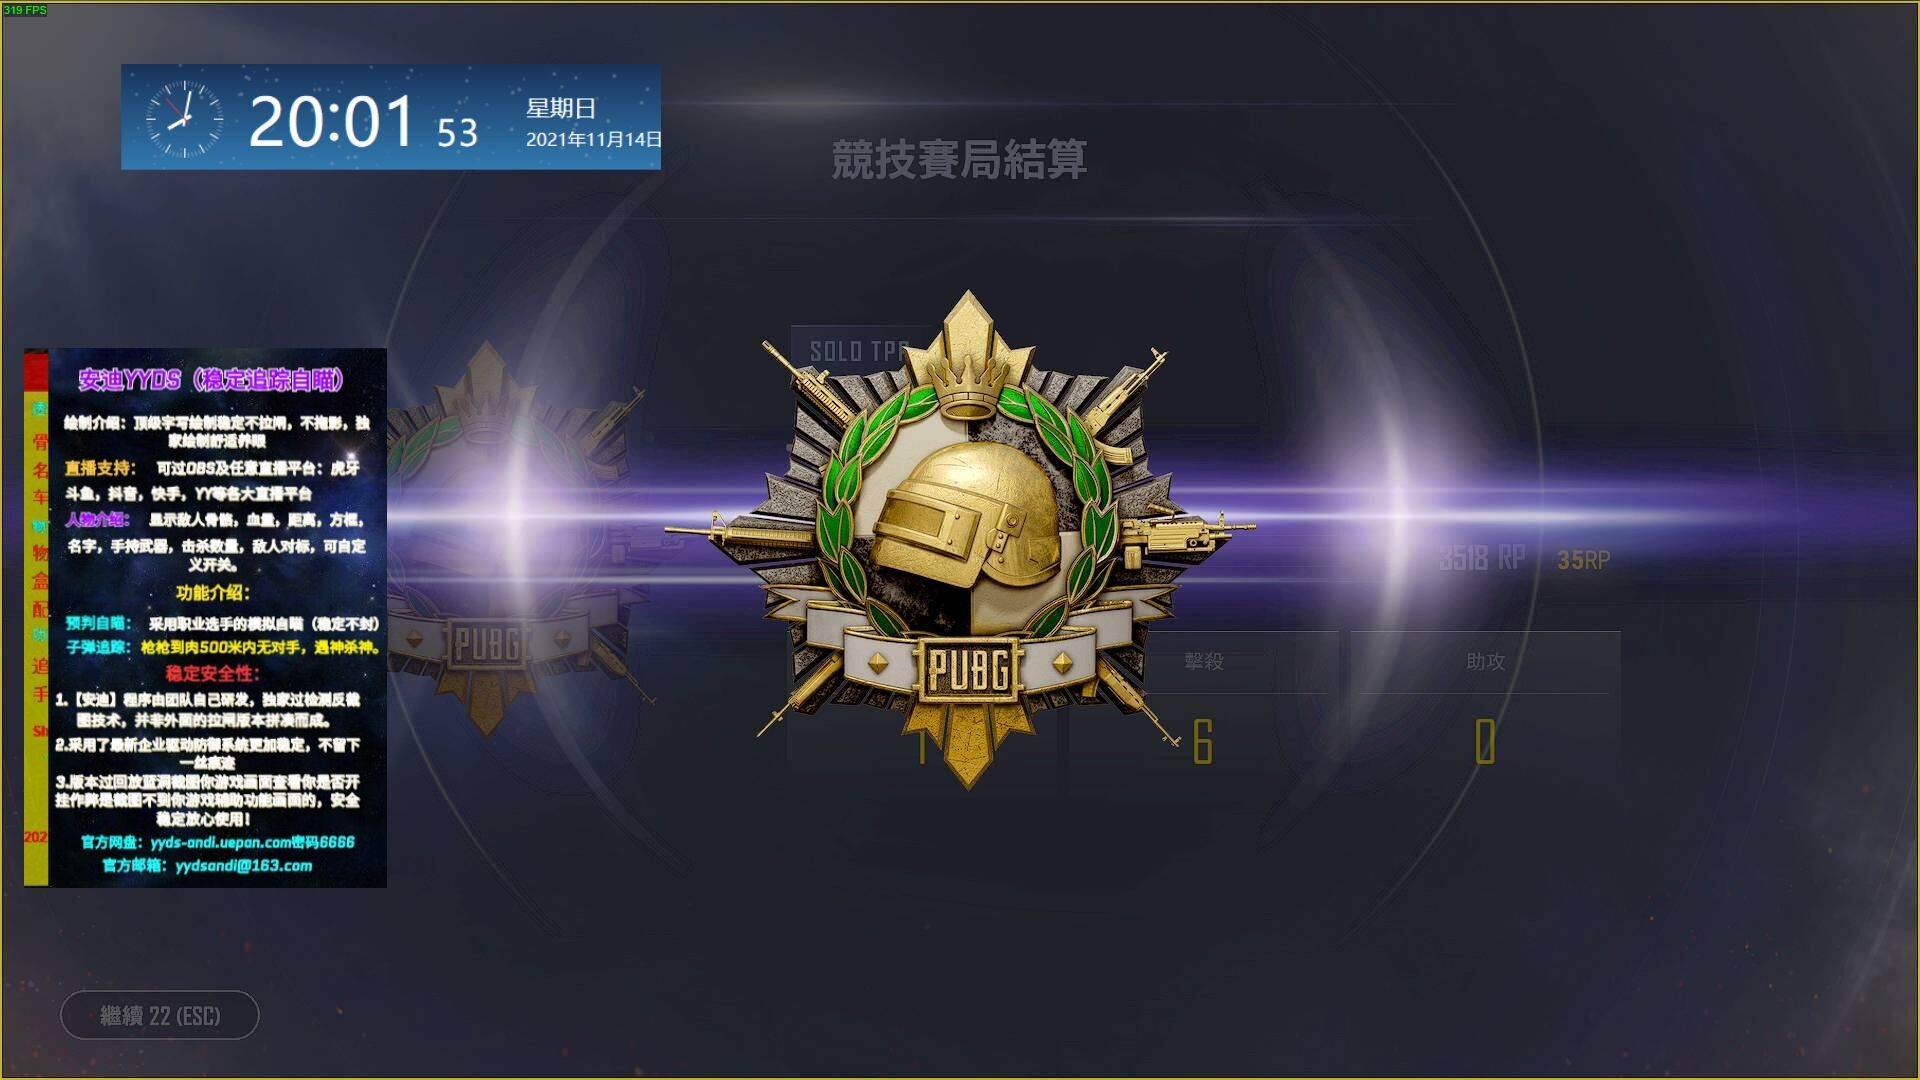 319 FPS
20:01 53
星期日
2021年11月14日
競技賽局結算
SOLO TPP
安迪YYDS（稳定追踪自瞄）
绘制介绍：顶级字写绘制稳定不拉闸，不拖影，独
家绘制舒适养眼
直播支持： 可过OBS及任意直播平台：虎牙
斗鱼，抖音，快手，YY等各大直播平台
人物介绍： 显示敌人骨骼，血量，距离，方框，
名字，手持武器，击杀数量，敌人对标，可自定
义开关。
功能介绍：
预判自瞄： 采用职业选手的模拟自瞄（稳定不封）
子弹追踪：枪枪到肉500米内无对手，遇神杀神。
稳定安全性：
1.【安迪】程序由团队自己研发，独家过检测反截
图技术，并非外面的拉闸版本拼凑而成。
2.采用了最新企业驱动防御系统更加稳定，不留下
一丝痕迹
3.版本过回放蓝洞截图你游戏画面查看你是否开
挂作弊是截图不到你游戏辅助功能画面的，安全
稳定放心使用！
官方网盘：yyds-andi.uepan.com密码6666
官方邮箱：yydsandi@163.com
骨
名
车
物
物
盒
配
追
手
202
PUBG
PUBG
3518 RP 35RP
擊殺
助攻
1
6
0
繼續 22 (ESC)